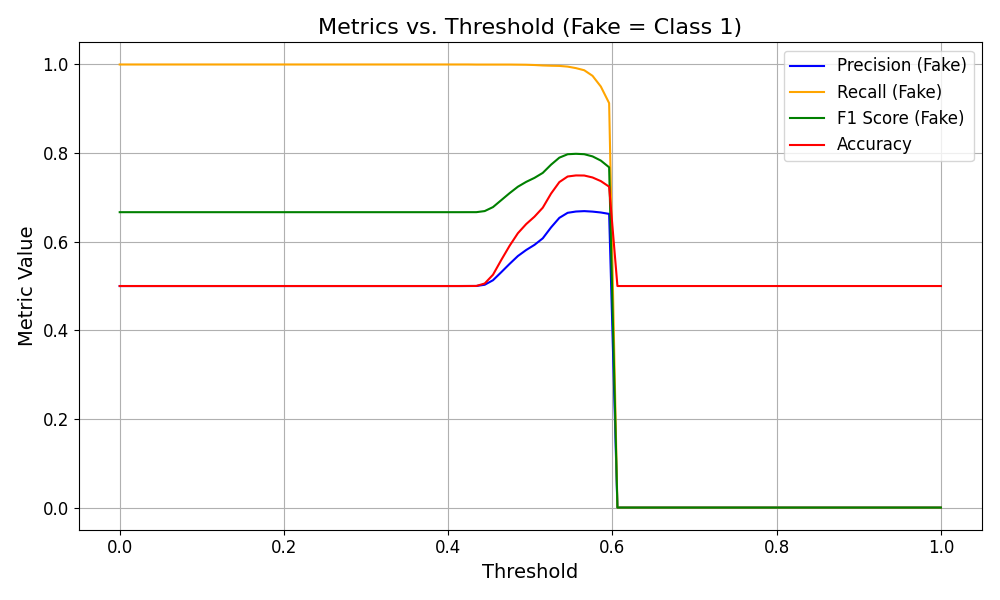 Metrics vs. Threshold (Fake = Class 1)
Precision (Fake)
Recall (Fake)
F1 Score (Fake)
Accuracy
Metric Value
1.0
0.8
0.6
0.4
0.2
0.0
0.0 0.2 0.4 0.6 0.8 1.0
Threshold